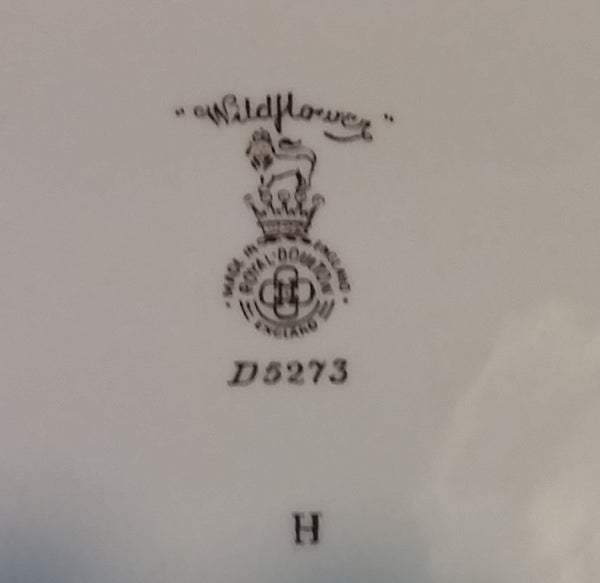 "Wildflower"
MADE IN ENGLAND
ROYAL DOULTON
ENGLAND
D5273
H